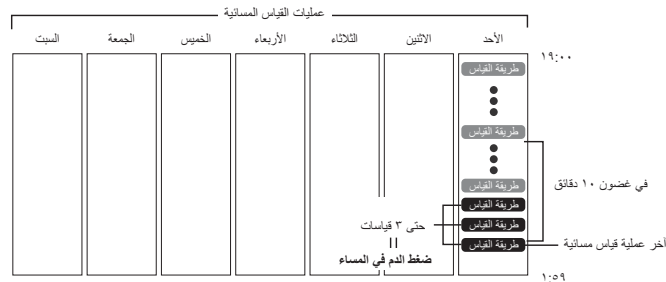 عمليات القياس المسائية
الأحد الاثنين الثلاثاء الأربعاء الخميس الجمعة السبت
١٩:٠٠
طريقة القياس
طريقة القياس
في غضون ١٠ دقائق
طريقة القياس
طريقة القياس
طريقة القياس
حتى ٣ قياسات
طريقة القياس
آخر عملية قياس مسائية
ضغط الدم في المساء
١:٥٩